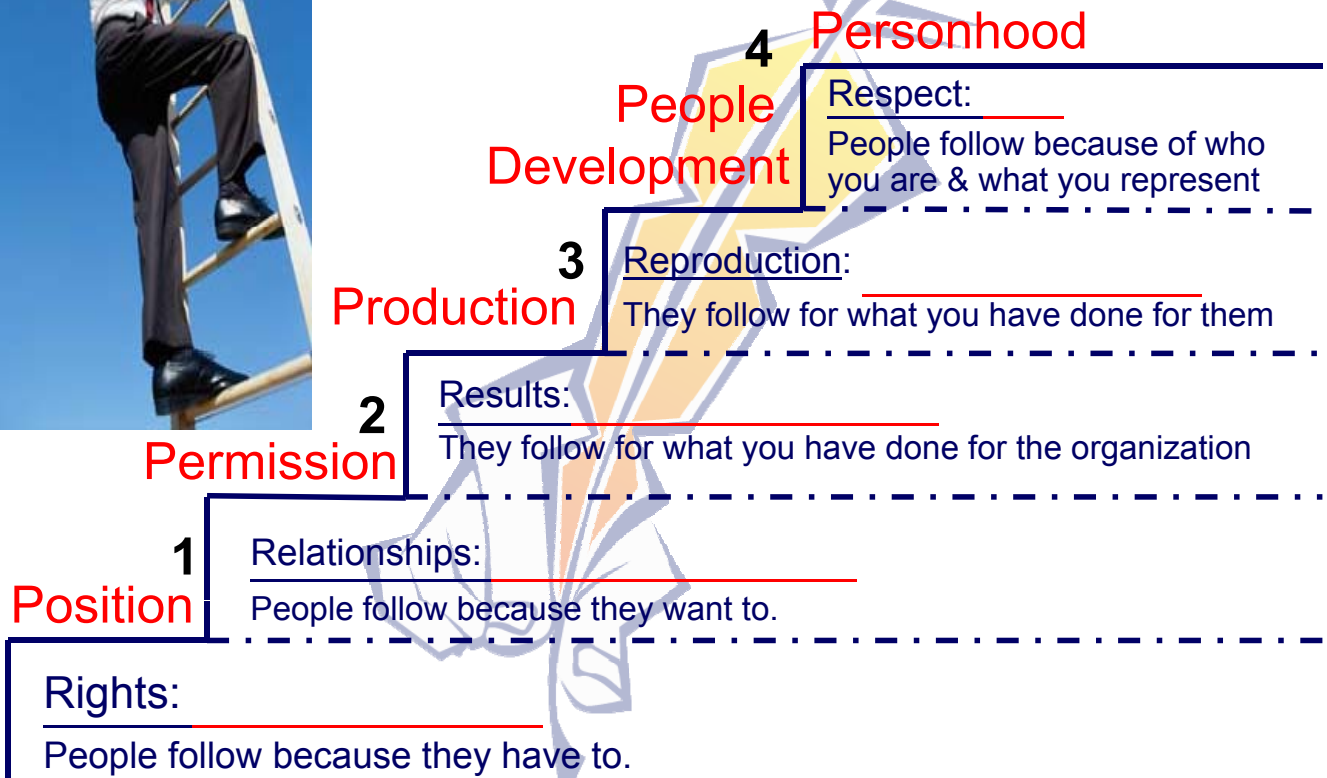 Personhood
4
People
Development
Respect:
People follow because of who
you are & what you represent
3
Production
Reproduction:
They follow for what you have done for them
2
Permission
Results:
They follow for what you have done for the organization
1
Position
Relationships:
People follow because they want to.
Rights:
People follow because they have to.